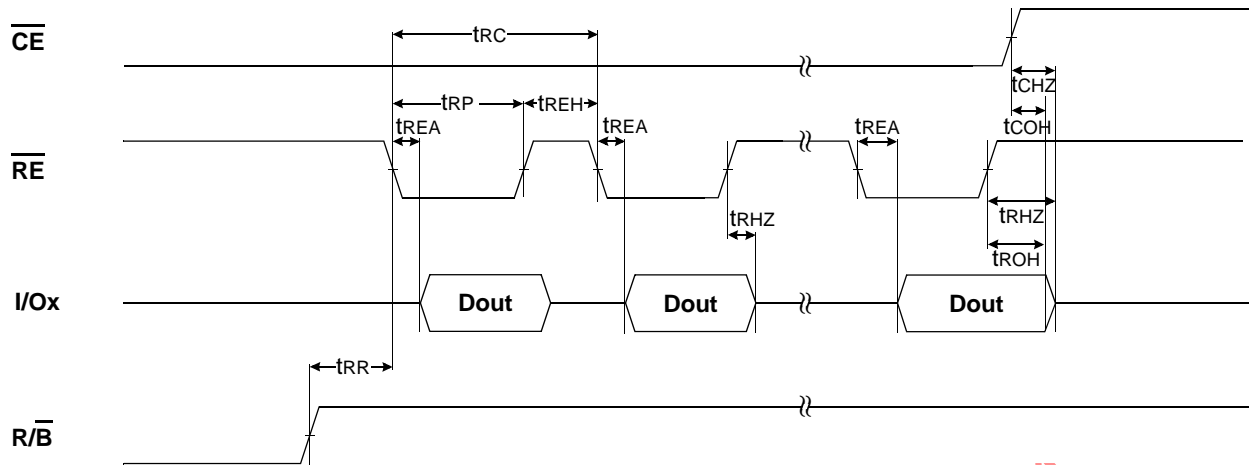 CE
tRC
tCHZ
tRP
tREH
tREA
tREA
tREA
tCOH
RE
tRHZ
tRHZ
tROH
I/Ox
Dout
Dout
Dout
tRR
R/B